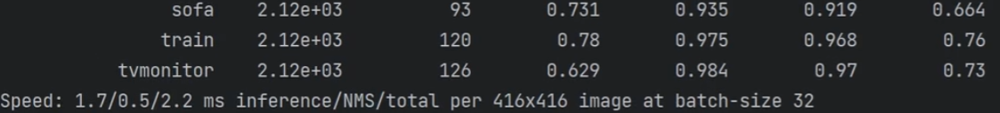 sofa 2.12e+03 93 0.731 0.935 0.919 0.664
train 2.12e+03 120 0.78 0.975 0.968 0.76
tvmonitor 2.12e+03 126 0.629 0.984 0.97 0.73
Speed: 1.7/0.5/2.2 ms inference/NMS/total per 416x416 image at batch-size 32